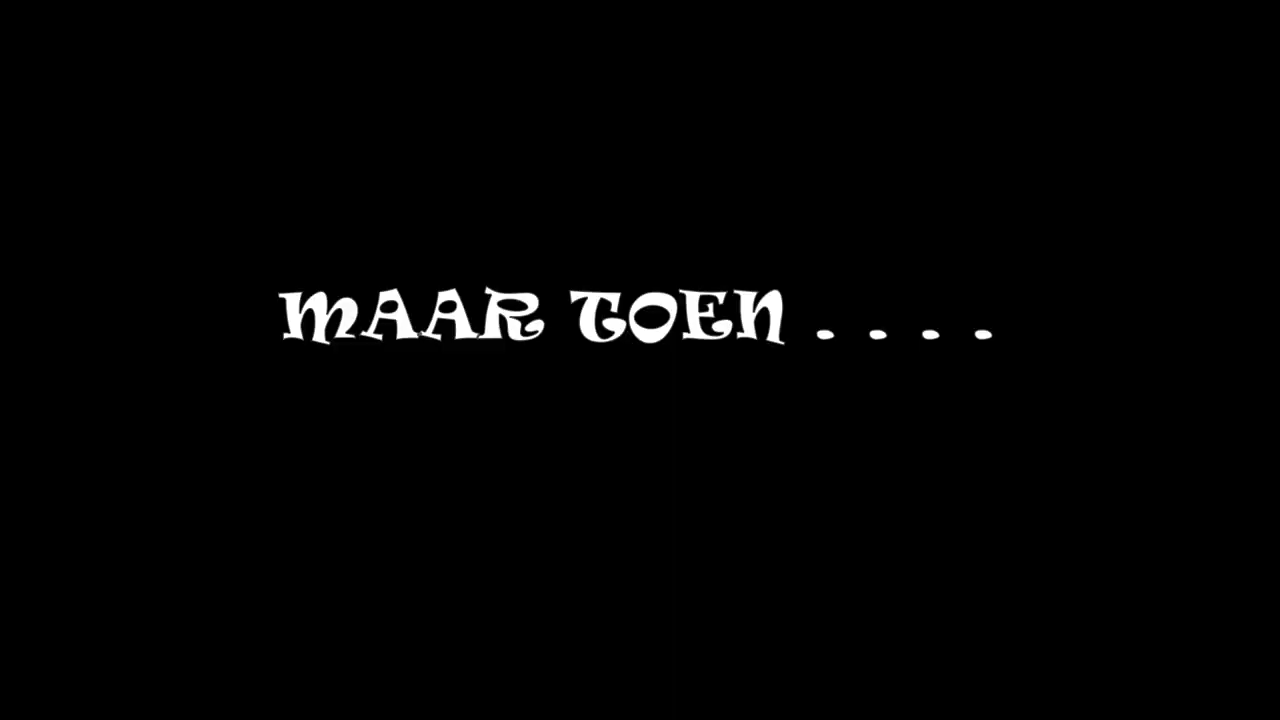 MAAR TOEN . . . .